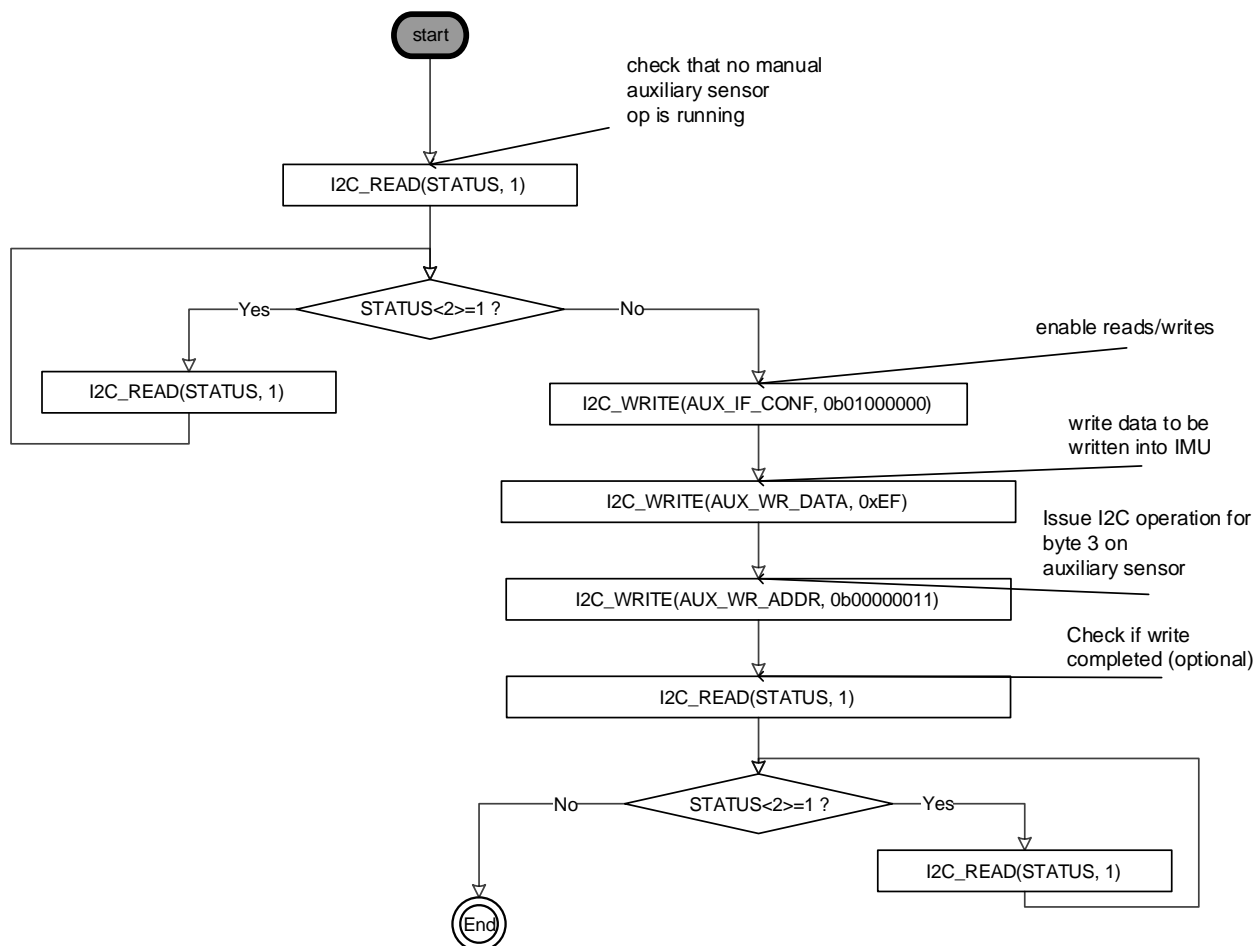 start
check that no manual
auxiliary sensor
op is running
I2C_READ(STATUS, 1)
Yes
STATUS<2>=1 ?
No
enable reads/writes
I2C_READ(STATUS, 1)
I2C_WRITE(AUX_IF_CONF, 0b01000000)
write data to be
written into IMU
I2C_WRITE(AUX_WR_DATA, 0xEF)
Issue I2C operation for
byte 3 on
auxiliary sensor
I2C_WRITE(AUX_WR_ADDR, 0b00000011)
Check if write
completed (optional)
I2C_READ(STATUS, 1)
No
STATUS<2>=1 ?
Yes
I2C_READ(STATUS, 1)
End